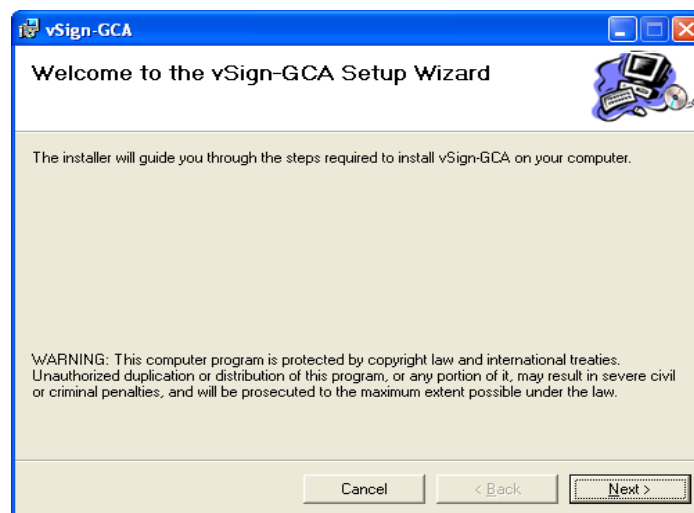 vSign-GCA
Welcome to the vSign-GCA Setup Wizard
The installer will guide you through the steps required to install vSign-GCA on your computer.
WARNING: This computer program is protected by copyright law and international treaties.
Unauthorized duplication or distribution of this program, or any portion of it, may result in severe civil
or criminal penalties, and will be prosecuted to the maximum extent possible under the law.
Cancel < Back Next >